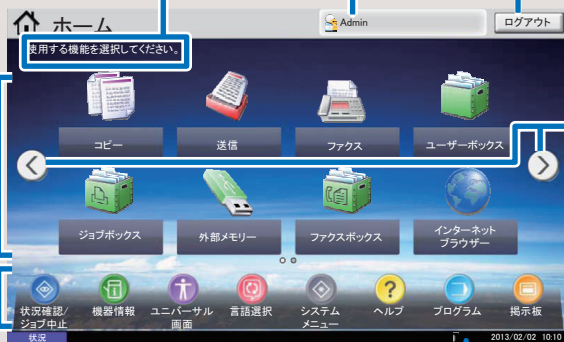 ホーム
Admin
ログアウト
使用する機能を選択してください。
コピー
送信
ファクス
ユーザーボックス
ジョブボックス
外部メモリー
ファクスボックス
インターネット
ブラウザー
状況確認/
ジョブ中止
機器情報
ユニバーサル
画面
言語選択
システム
メニュー
ヘルプ
プログラム
掲示板
状況
2013/02/02 10:10